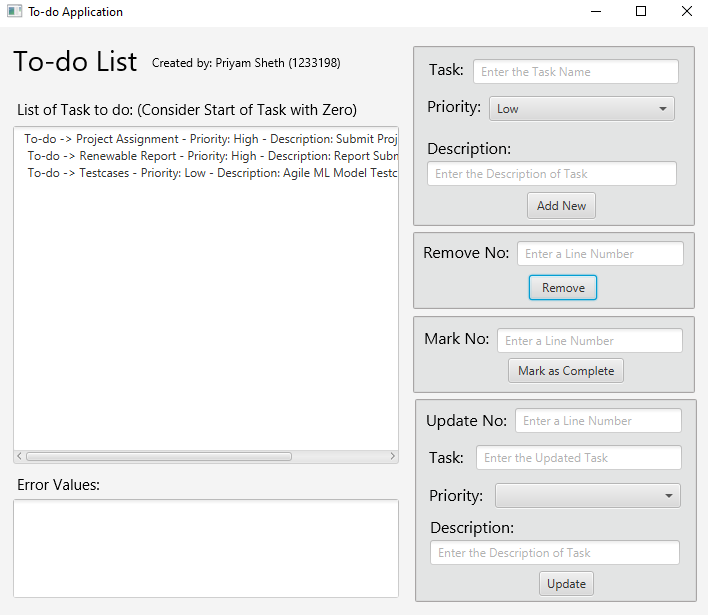 To-do Application
To-do List
Created by: Priyam Sheth (1233198)
List of Task to do: (Consider Start of Task with Zero)
To-do -> Project Assignment - Priority: High - Description: Submit Proj
To-do -> Renewable Report - Priority: High - Description: Report Subm
To-do -> Testcases - Priority: Low - Description: Agile ML Model Testc
Error Values:
Task: Enter the Task Name
Priority: Low
Description:
Enter the Description of Task
Add New
Remove No: Enter a Line Number
Remove
Mark No: Enter a Line Number
Mark as Complete
Update No: Enter a Line Number
Task: Enter the Updated Task
Priority:
Description:
Enter the Description of Task
Update